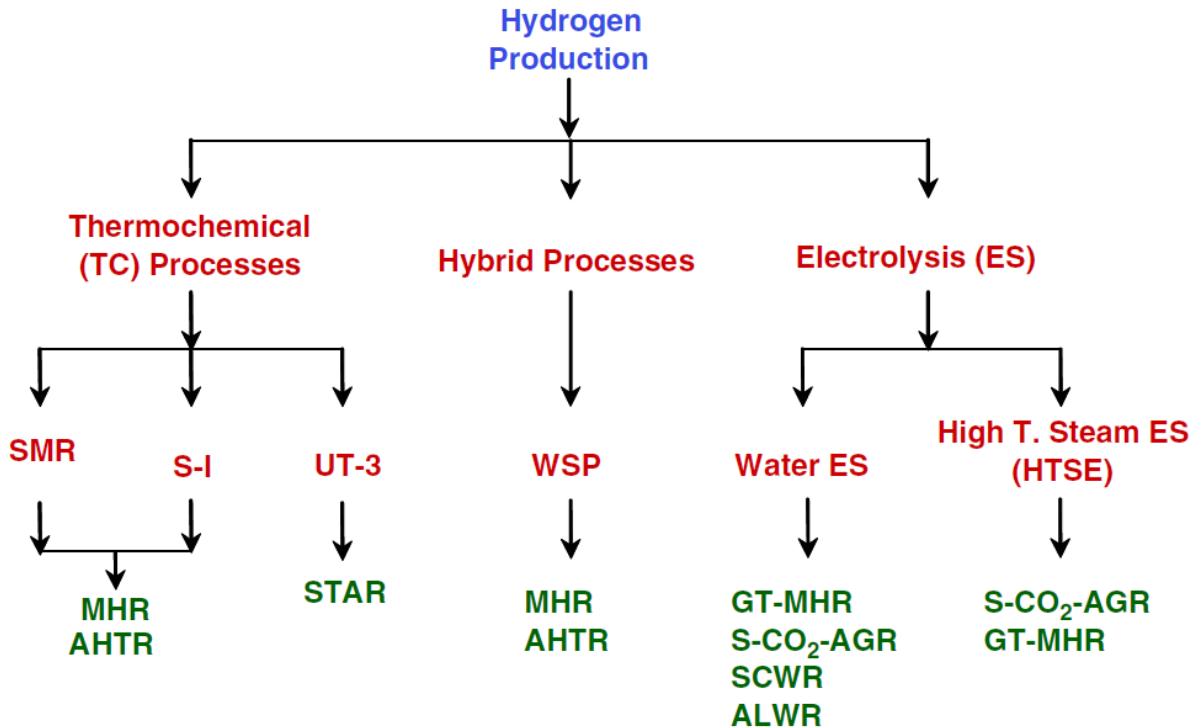 Hydrogen
Production
Thermochemical
(TC) Processes
Hybrid Processes
Electrolysis (ES)
SMR
S-I
UT-3
WSP
Water ES
High T. Steam ES
(HTSE)
MHR
AHTR
STAR
MHR
AHTR
GT-MHR
S-CO₂-AGR
SCWR
ALWR
S-CO₂-AGR
GT-MHR